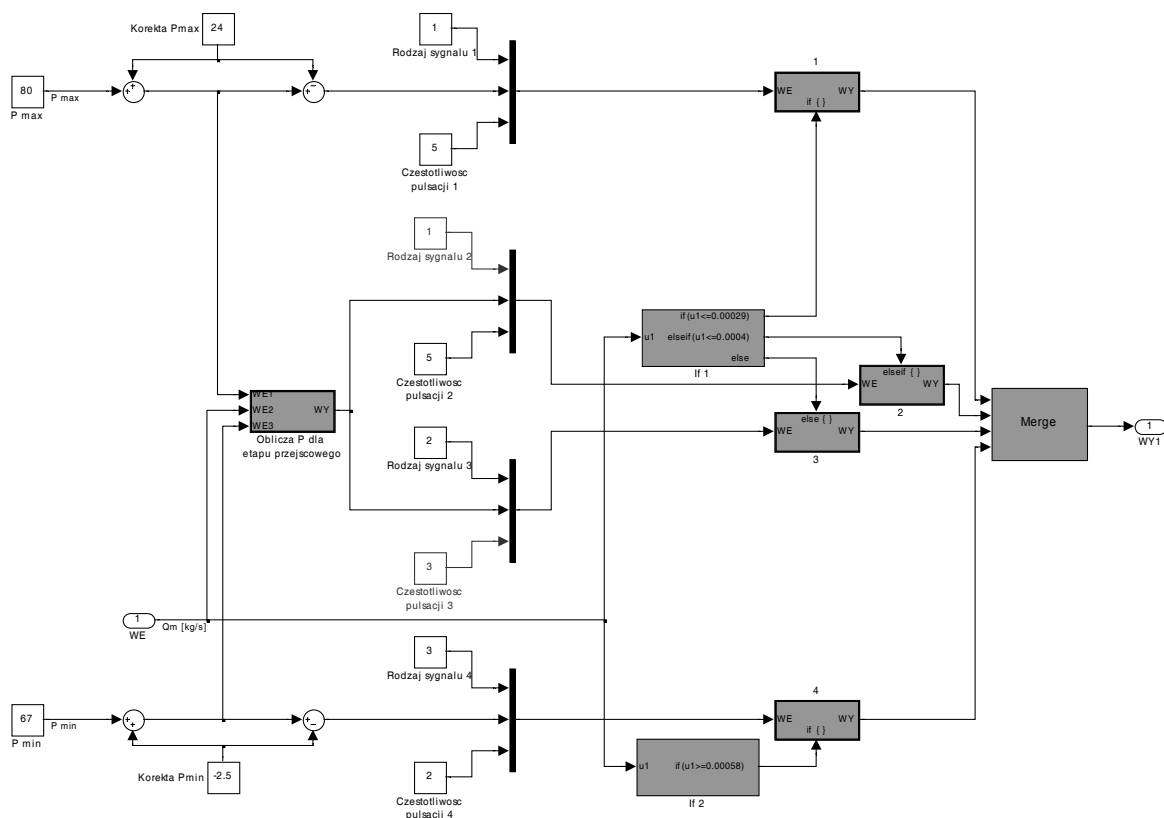 Korekta Pmax
24
1
Rodzaj sygnalu 1
80
P max
P max
+
+
+
−
5
Czestotliwosc
pulsacji 1
1
WE
WY
if { }
1
Rodzaj sygnalu 2
5
Czestotliwosc
pulsacji 2
u1
if(u1<=0.00029)
elseif(u1<=0.0004)
else
If 1
elseif { }
WE
WY
2
WE1
WE2
WE3
WY
Oblicza P dla
etapu przejscowego
2
Rodzaj sygnalu 3
else { }
WE
WY
3
Merge
1
WY1
3
Czestotliwosc
pulsacji 3
1
WE
Qm [kg/s]
3
Rodzaj sygnalu 4
4
WE
WY
if { }
67
P min
P min
+
+
+
−
Korekta Pmin
-2.5
2
Czestotliwosc
pulsacji 4
u1
if(u1>=0.00058)
If 2